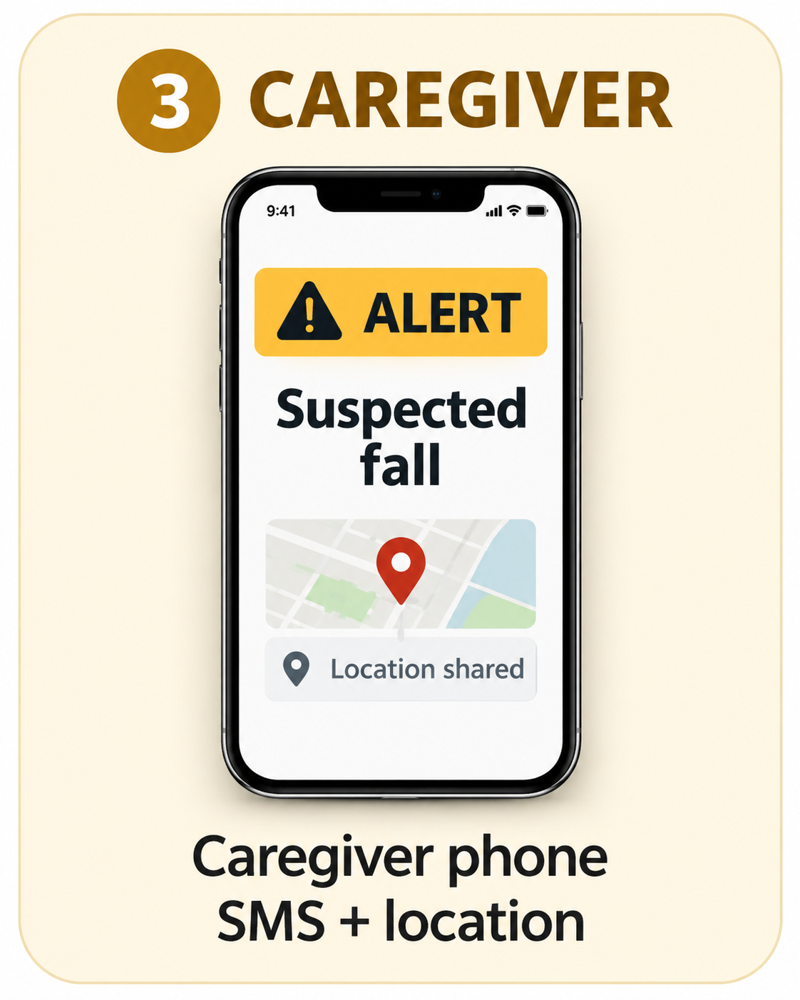 3 CAREGIVER
9:41
ALERT
Suspected
fall
Location shared
Caregiver phone
SMS + location